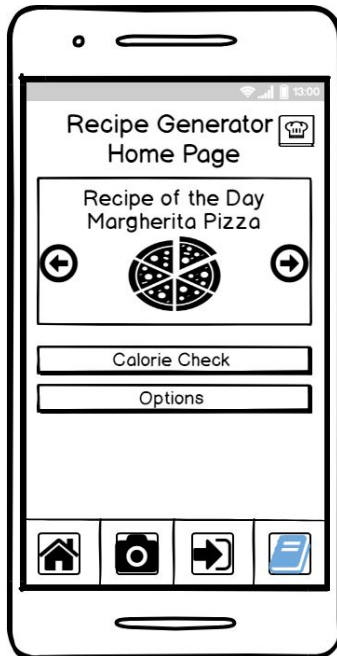 13:00
Recipe Generator
Home Page
Recipe of the Day
Margherita Pizza
Calorie Check
Options